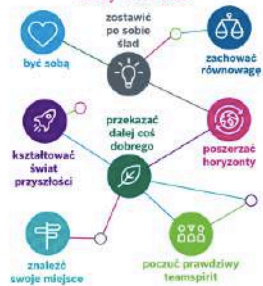 zostawić
po sobie
ślad
być sobą
zachować
równowagę
przekazać
dalej coś
dobrego
kształtować
świat
przyszłości
poszerzać
horyzonty
znaleźć
swoje miejsce
poczuć prawdziwy
teamspirit